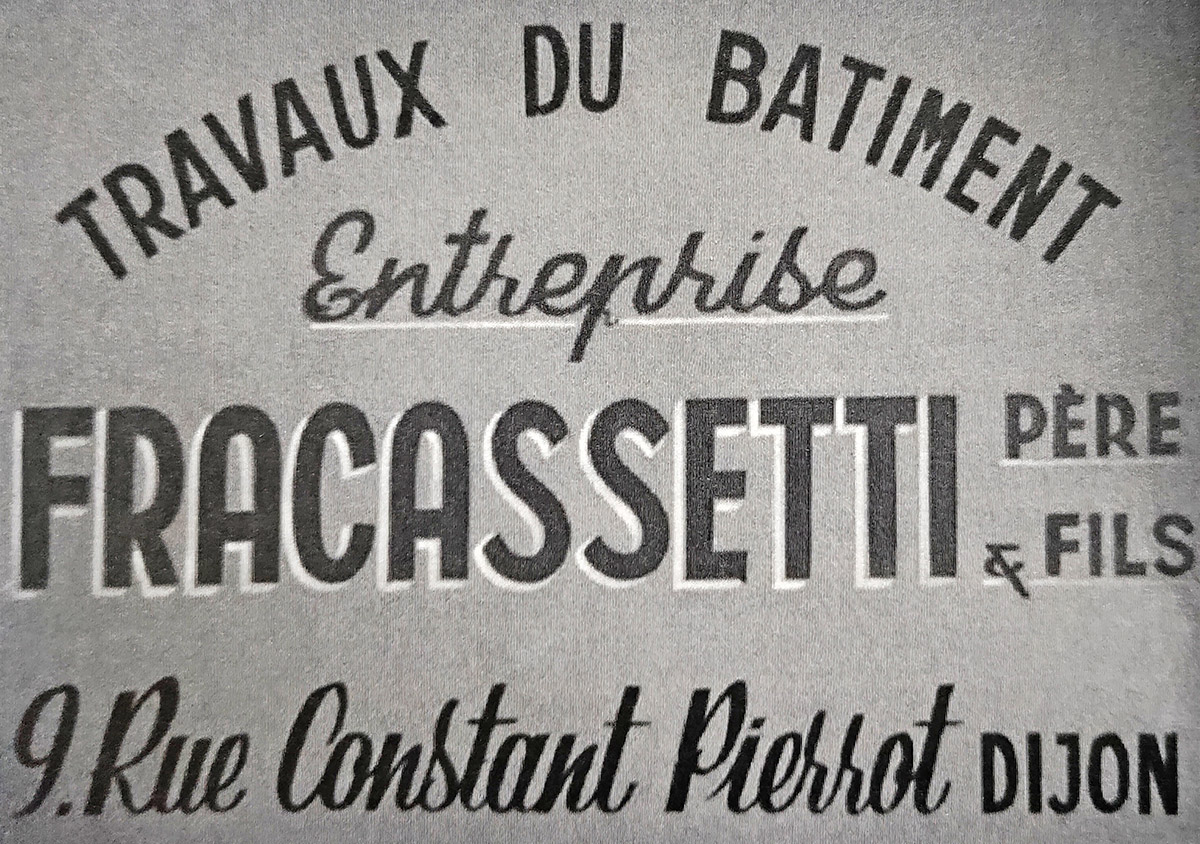 TRAVAUX DU BATIMENT
Entreprise
FRACASSETTI PÈRE
& FILS
9. Rue Constant Pierrot DIJON